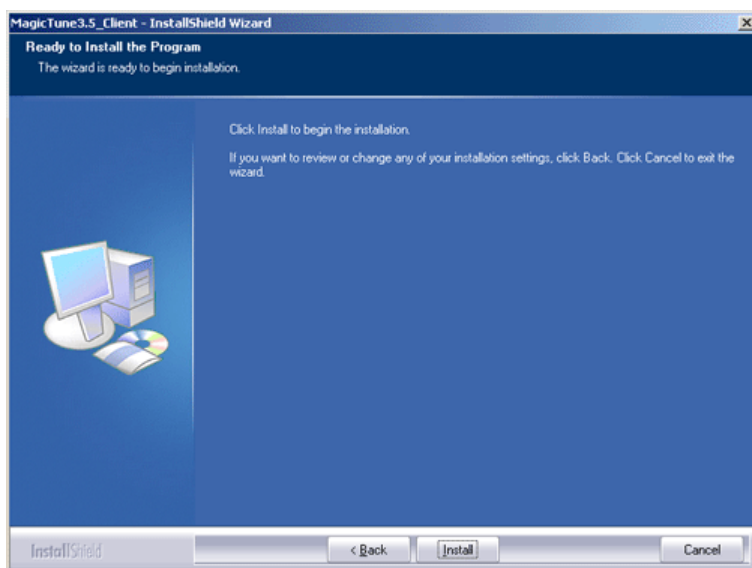 MagicTune3.5_Client - InstallShield Wizard
Ready to Install the Program
The wizard is ready to begin installation.
Click Install to begin the installation.
If you want to review or change any of your installation settings, click Back. Click Cancel to exit the
wizard.
InstallShield
< Back
Install
Cancel